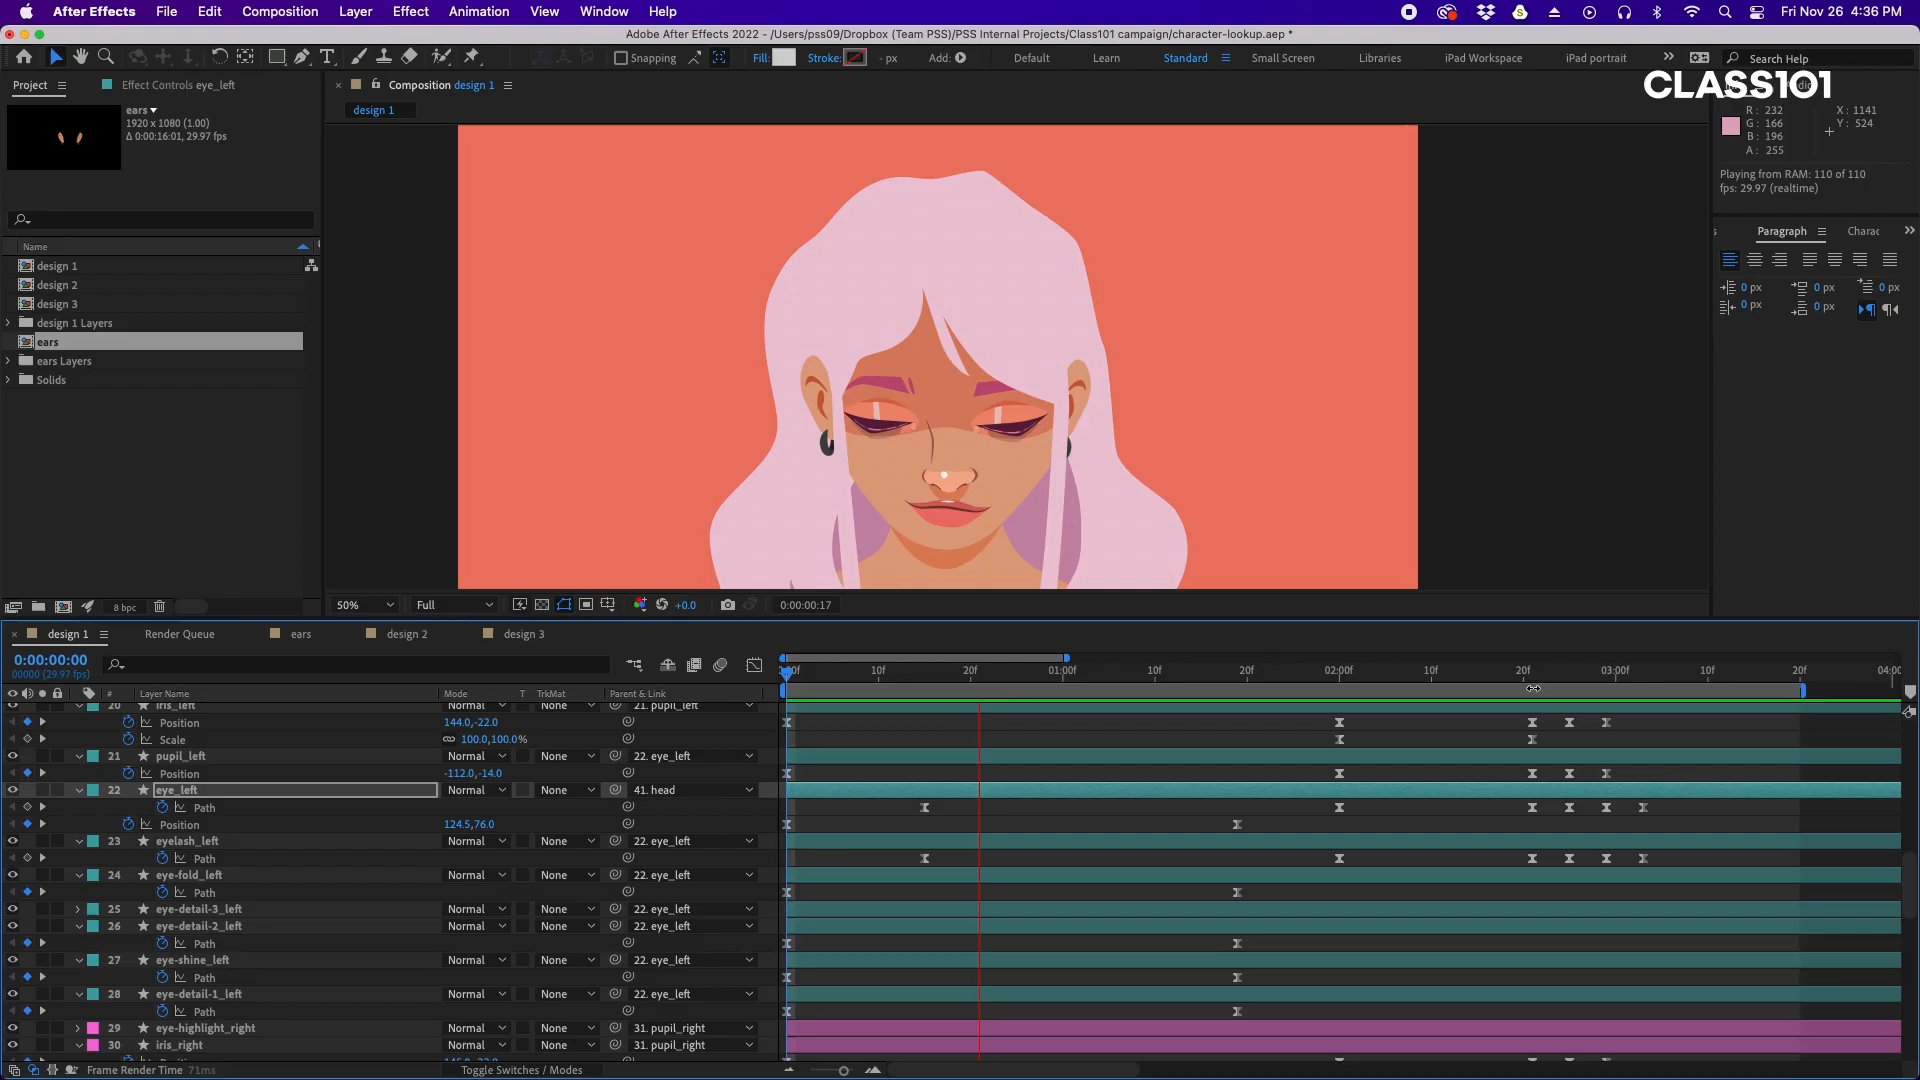 After Effects File Edit Composition Layer Effect Animation View Window Help Fri Nov 26 4:36 PM
Adobe After Effects 2022 - /Users/pss09/Dropbox (Team PSS)/PSS Internal Projects/Class101 campaign/character-lookup.aep *
Snapping Fill: Stroke: - px Add: Default Learn Standard Small Screen Libraries iPad Workspace iPad portrait Search Help
Project Effect Controls eye_left Composition design 1
CLASS101
ears
1920 x 1080 (1.00)
Δ 0:00:16:01, 29.97 fps
design 1
R: 232 X: 1141
G: 166 Y: 524
B: 196
A: 255
Playing from RAM: 110 of 110
fps: 29.97 (realtime)
Paragraph Charac
Name
design 1
design 2
design 3
design 1 Layers
ears
ears Layers
Solids
0 px 0 px 0 px
0 px 0 px
8 bpc 50% Full +0.0 0:00:00:17
design 1 Render Queue ears design 2 design 3
0:00:00:00
00000 (29.97 fps)
:00f 10f 20f 01:00f 10f 20f 02:00f 10f 20f 03:00f 10f 20f 04:00
# Layer Name Mode T TrkMat Parent & Link
20 iris_left Normal None 21. pupil_left
Position 144.0,-22.0
Scale 100.0,100.0%
21 pupil_left Normal None 22. eye_left
Position -112.0,-14.0
22 eye_left Normal None 41. head
Path
Position 124.5,76.0
23 eyelash_left Normal None 22. eye_left
Path
24 eye-fold_left Normal None 22. eye_left
Path
25 eye-detail-3_left Normal None 22. eye_left
26 eye-detail-2_left Normal None 22. eye_left
Path
27 eye-shine_left Normal None 22. eye_left
Path
28 eye-detail-1_left Normal None 22. eye_left
Path
29 eye-highlight_right Normal None 31. pupil_right
30 iris_right Normal None 31. pupil_right
Frame Render Time 71ms Toggle Switches / Modes